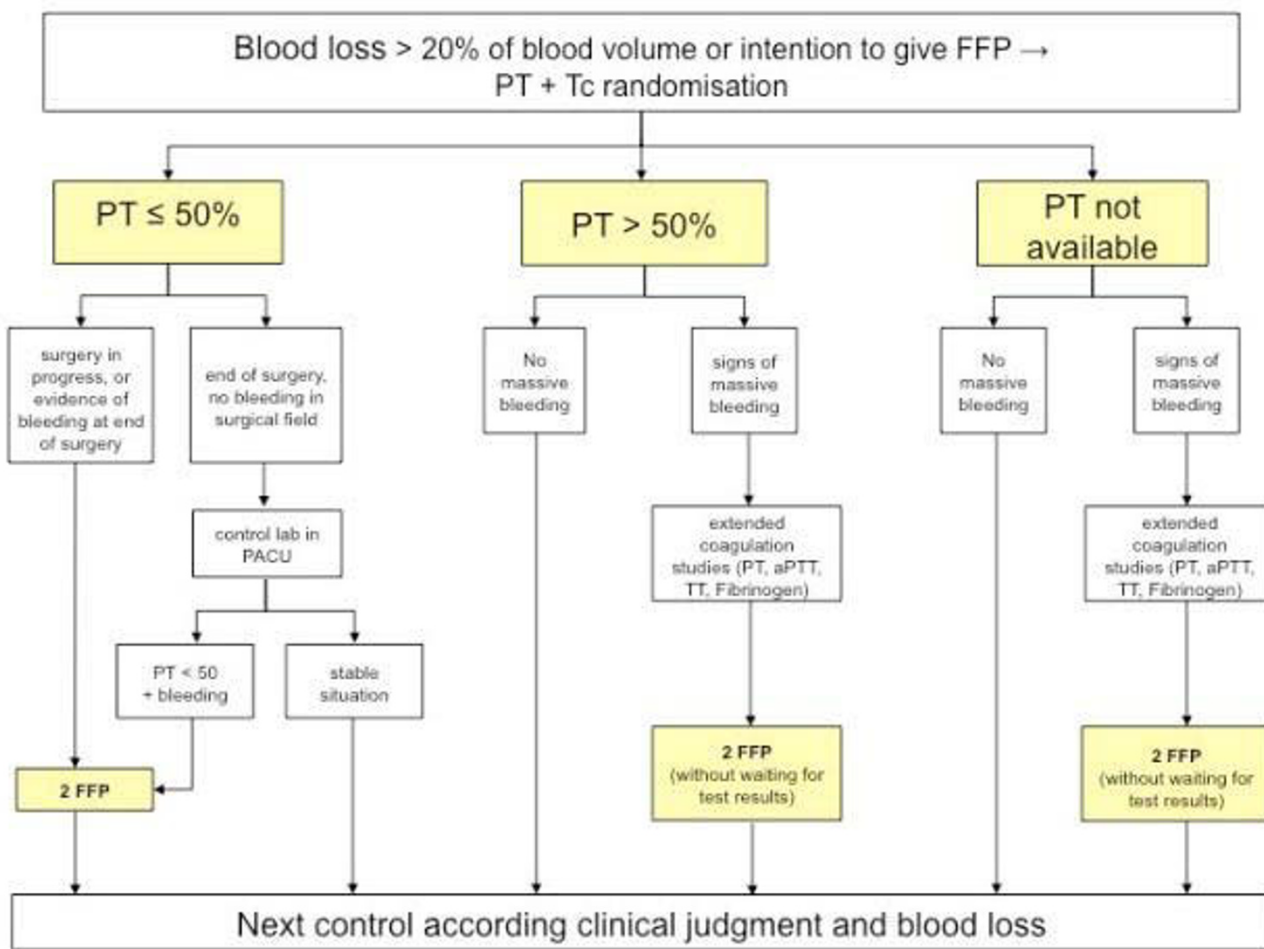 Blood loss > 20% of blood volume or intention to give FFP →
PT + Tc randomisation
PT ≤ 50%
PT > 50%
PT not
available
surgery in
progress, or
evidence of
bleeding at end
of surgery
end of surgery,
no bleeding in
surgical field
No
massive
bleeding
signs of
massive
bleeding
No
massive
bleeding
signs of
massive
bleeding
control lab in
PACU
extended
coagulation
studies (PT, aPTT,
TT, Fibrinogen)
extended
coagulation
studies (PT, aPTT,
TT, Fibrinogen)
PT < 50
+ bleeding
stable
situation
2 FFP
2 FFP
(without waiting for
test results)
2 FFP
(without waiting for
test results)
Next control according clinical judgment and blood loss